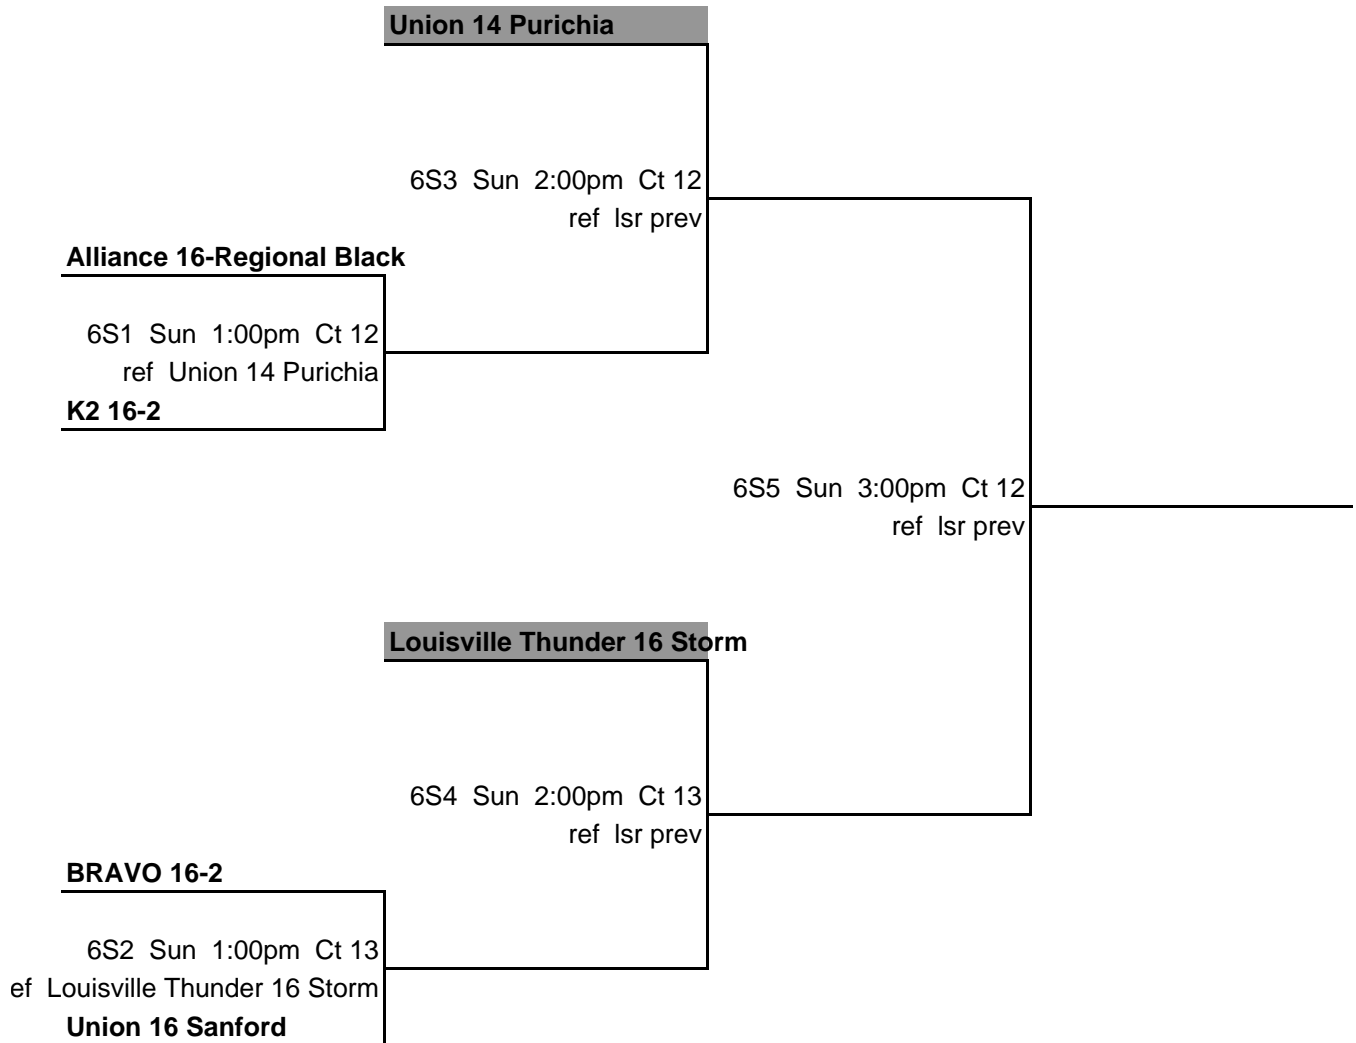 Union 14 Purichia
6S3 Sun 2:00pm Ct 12
ref lsr prev
Alliance 16-Regional Black
6S1 Sun 1:00pm Ct 12
ref Union 14 Purichia
K2 16-2
6S5 Sun 3:00pm Ct 12
ref lsr prev
Louisville Thunder 16 Storm
6S4 Sun 2:00pm Ct 13
ref lsr prev
BRAVO 16-2
6S2 Sun 1:00pm Ct 13
ef Louisville Thunder 16 Storm
Union 16 Sanford